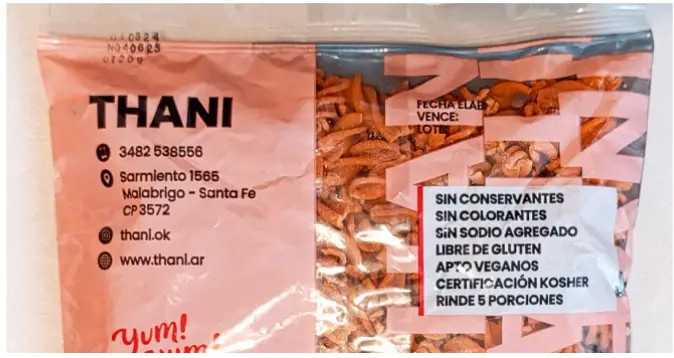 THANI
3482 538556
Sarmiento 1565
Malabrigo - Santa Fe
CP 3572
thani.ok
www.thani.ar
Yum!
FECHA ELAB
VENCE:
LOTE
SIN CONSERVANTES
SIN COLORANTES
SIN SODIO AGREGADO
LIBRE DE GLUTEN
APTO VEGANOS
CERTIFICACIÓN KOSHER
RINDE 5 PORCIONES